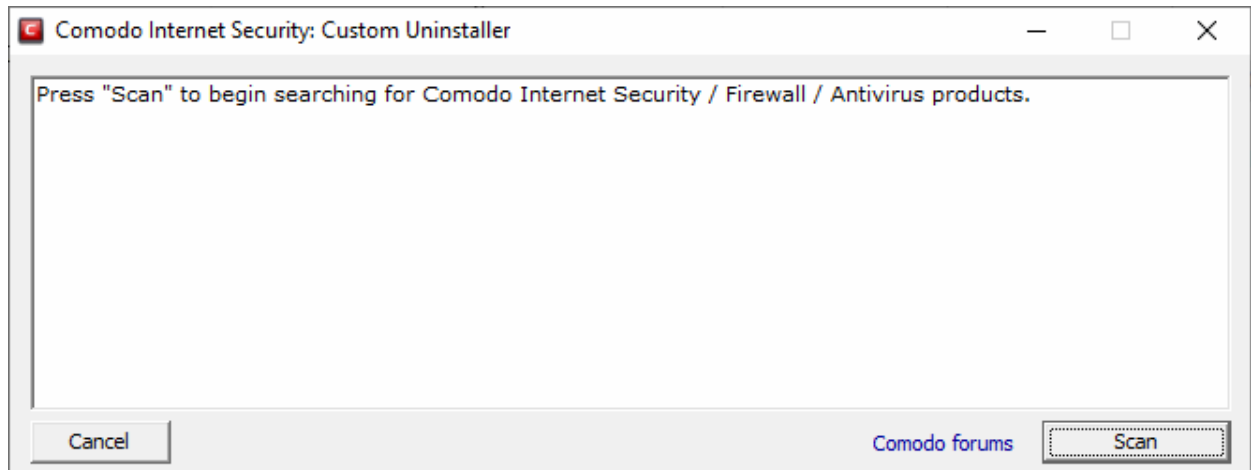 Comodo Internet Security: Custom Uninstaller
Press "Scan" to begin searching for Comodo Internet Security / Firewall / Antivirus products.
Cancel
Comodo forums
Scan